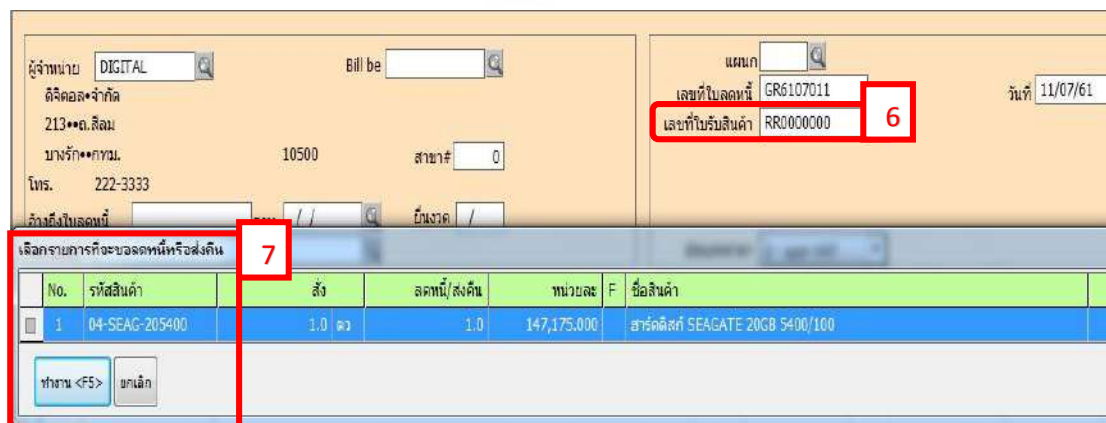 ผู้จำหน่าย DIGITAL Bill be แผนก
ดิจิตอล•จำกัด เลขที่ใบลดหนี้ GR6107011 วันที่ 11/07/61
213••ถ.สีลม เลขที่ใบรับสินค้า RR0000000 6
บางรัก••กทม. 10500 สาขา# 0
โทร. 222-3333
อ้างถึงใบลดหนี้ / / ยื่นงวด /
เลือกรายการที่จะขอลดหนี้หรือส่งคืน 7
No. รหัสสินค้า สั่ง ลดหนี้/ส่งคืน หน่วยละ F ชื่อสินค้า
1 04-SEAG-205400 1.0 ตัว 1.0 147,175.000 ฮาร์ดดิสก์ SEAGATE 20GB 5400/100
ทำงาน <F5> ยกเลิก